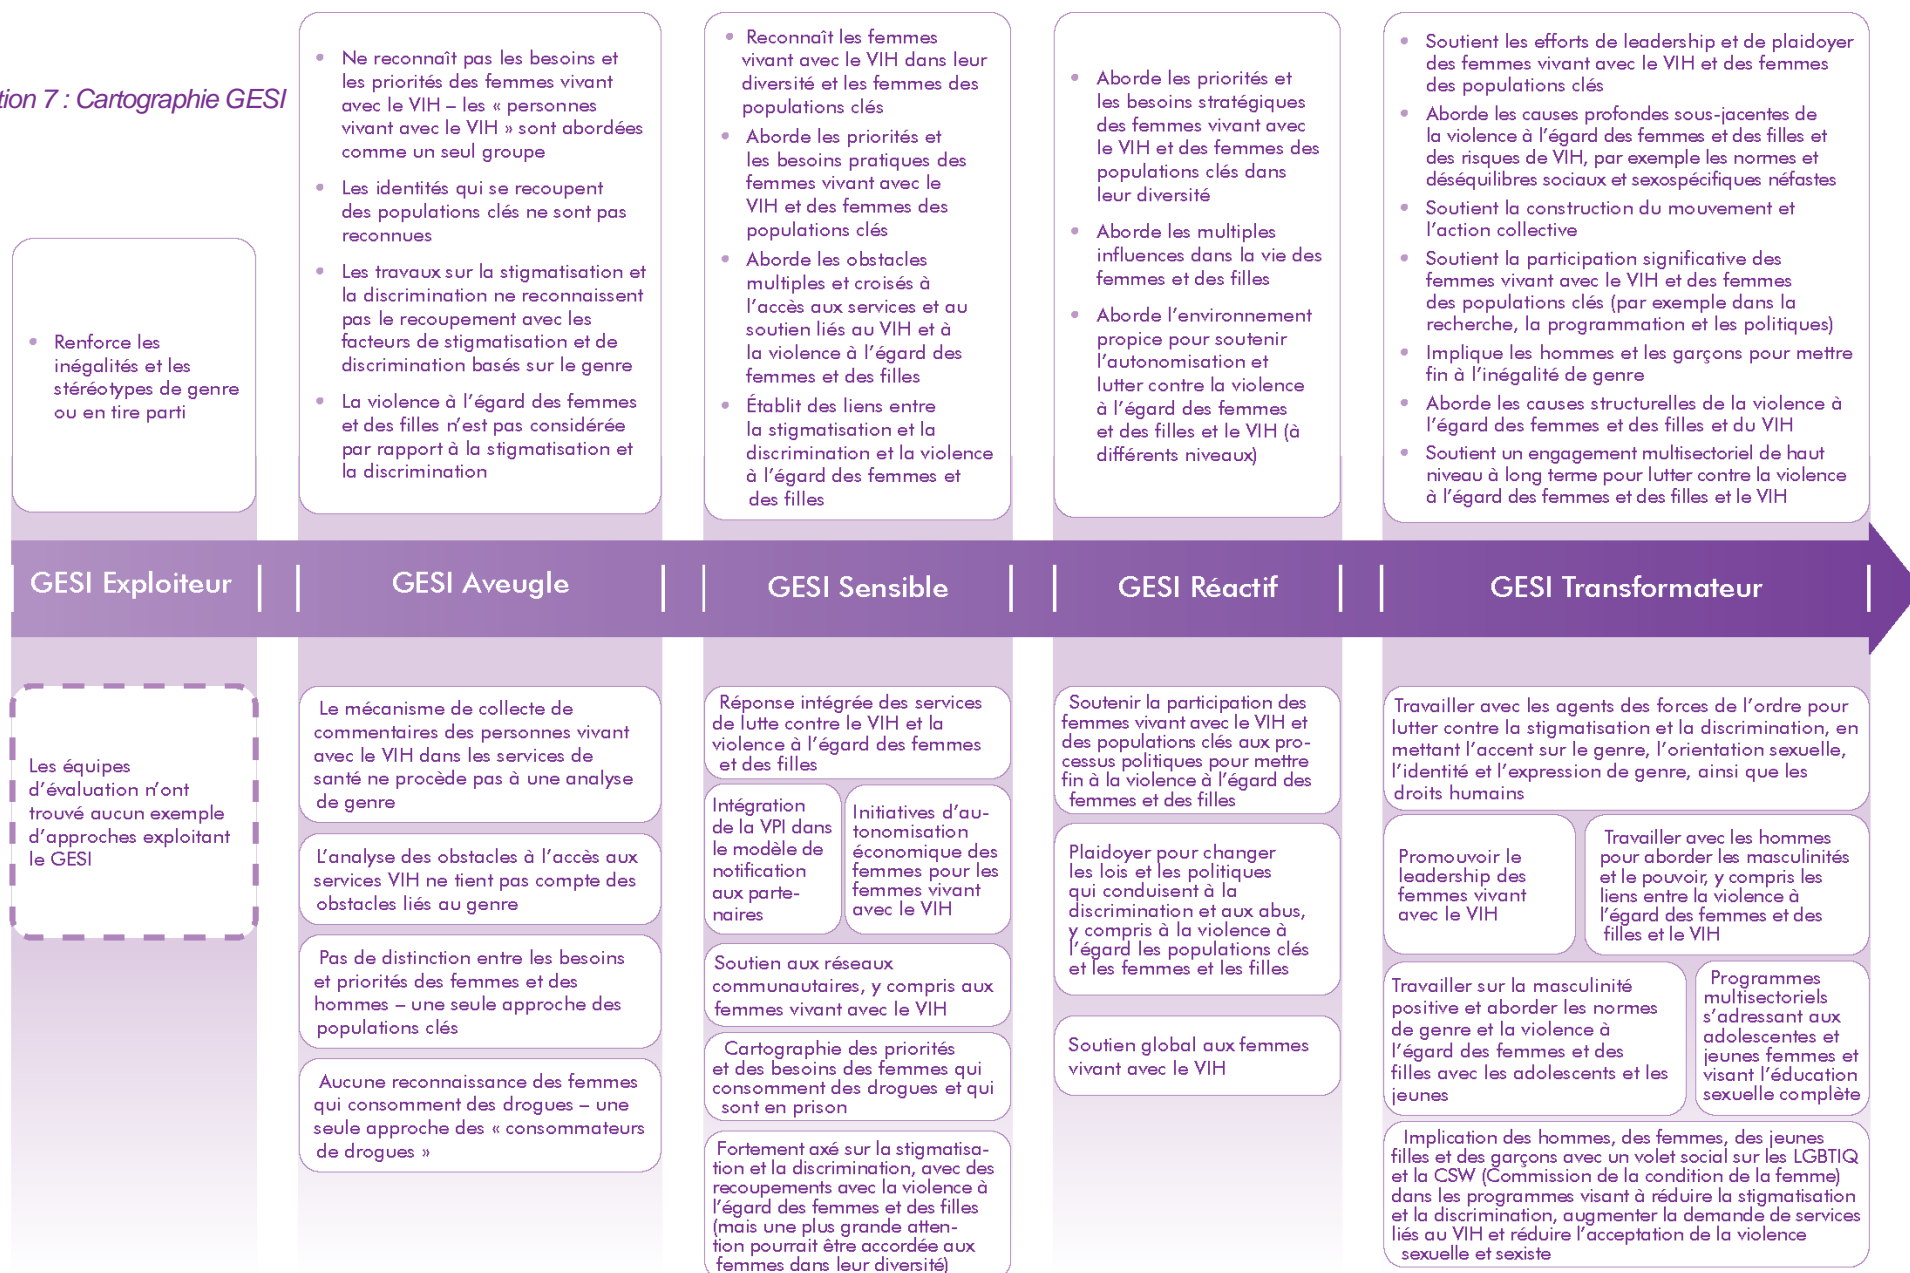 tion 7 : Cartographie GESI
• Renforce les
inégalités et les
stéréotypes de genre
ou en tire parti
• Ne reconnaît pas les besoins et
les priorités des femmes vivant
avec le VIH – les « personnes
vivant avec le VIH » sont abordées
comme un seul groupe
• Les identités qui se recoupent
des populations clés ne sont pas
reconnues
• Les travaux sur la stigmatisation et
la discrimination ne reconnaissent
pas le recoupement avec les
facteurs de stigmatisation et de
discrimination basés sur le genre
• La violence à l’égard des femmes
et des filles n’est pas considérée
par rapport à la stigmatisation et
la discrimination
• Reconnaît les femmes
vivant avec le VIH dans leur
diversité et les femmes des
populations clés
• Aborde les priorités et
les besoins pratiques des
femmes vivant avec le
VIH et des femmes des
populations clés
• Aborde les obstacles
multiples et croisés à
l’accès aux services et au
soutien liés au VIH et à
la violence à l’égard des
femmes et des filles
• Établit des liens entre
la stigmatisation et la
discrimination et la violence
à l’égard des femmes et
des filles
• Aborde les priorités et
les besoins stratégiques
des femmes vivant avec
le VIH et des femmes des
populations clés dans
leur diversité
• Aborde les multiples
influences dans la vie des
femmes et des filles
• Aborde l’environnement
propice pour soutenir
l’autonomisation et
lutter contre la violence
à l’égard des femmes
et des filles et le VIH (à
différents niveaux)
• Soutient les efforts de leadership et de plaidoyer
des femmes vivant avec le VIH et des femmes
des populations clés
• Aborde les causes profondes sous-jacentes de
la violence à l’égard des femmes et des filles et
des risques de VIH, par exemple les normes et
déséquilibres sociaux et sexospécifiques néfastes
• Soutient la construction du mouvement et
l’action collective
• Soutient la participation significative des
femmes vivant avec le VIH et des femmes
des populations clés (par exemple dans la
recherche, la programmation et les politiques)
• Implique les hommes et les garçons pour mettre
fin à l’inégalité de genre
• Aborde les causes structurelles de la violence à
l’égard des femmes et des filles et du VIH
• Soutient un engagement multisectoriel de haut
niveau à long terme pour lutter contre la violence
à l’égard des femmes et des filles et le VIH
GESI Exploiteur
GESI Aveugle
GESI Sensible
GESI Réactif
GESI Transformateur
Les équipes
d’évaluation n’ont
trouvé aucun exemple
d’approches exploitant
le GESI
Le mécanisme de collecte de
commentaires des personnes vivant
avec le VIH dans les services de
santé ne procède pas à une analyse
de genre
L’analyse des obstacles à l’accès aux
services VIH ne tient pas compte des
obstacles liés au genre
Pas de distinction entre les besoins
et priorités des femmes et des
hommes – une seule approche des
populations clés
Aucune reconnaissance des femmes
qui consomment des drogues – une
seule approche des « consommateurs
de drogues »
Réponse intégrée des services
de lutte contre le VIH et la
violence à l’égard des femmes
et des filles
Intégration
de la VPI dans
le modèle de
notification
aux parte-
naires
Initiatives d’au-
tonomisation
économique des
femmes pour les
femmes vivant
avec le VIH
Soutien aux réseaux
communautaires, y compris aux
femmes vivant avec le VIH
Cartographie des priorités
et des besoins des femmes qui
consomment des drogues et qui
sont en prison
Fortement axé sur la stigmatisa-
tion et la discrimination, avec des
recoupements avec la violence à
l’égard des femmes et des filles
(mais une plus grande atten-
tion pourrait être accordée aux
femmes dans leur diversité)
Soutenir la participation des
femmes vivant avec le VIH et
des populations clés aux pro-
cessus politiques pour mettre
fin à la violence à l’égard des
femmes et des filles
Plaidoyer pour changer
les lois et les politiques
qui conduisent à la
discrimination et aux abus,
y compris à la violence à
l’égard les populations clés
et les femmes et les filles
Soutien global aux femmes
vivant avec le VIH
Travailler avec les agents des forces de l’ordre pour
lutter contre la stigmatisation et la discrimination, en
mettant l’accent sur le genre, l’orientation sexuelle,
l’identité et l’expression de genre, ainsi que les
droits humains
Promouvoir le
leadership des
femmes vivant
avec le VIH
Travailler avec les hommes
pour aborder les masculinités
et le pouvoir, y compris les
liens entre la violence à
l’égard des femmes et des
filles et le VIH
Travailler sur la masculinité
positive et aborder les normes
de genre et la violence à
l’égard des femmes et des
filles avec les adolescents et les
jeunes
Programmes
multisectoriels
s’adressant aux
adolescentes et
jeunes femmes et
visant l’éducation
sexuelle complète
Implication des hommes, des femmes, des jeunes
filles et des garçons avec un volet social sur les LGBTIQ
et la CSW (Commission de la condition de la femme)
dans les programmes visant à réduire la stigmatisation
et la discrimination, augmenter la demande de services
liés au VIH et réduire l’acceptation de la violence
sexuelle et sexiste